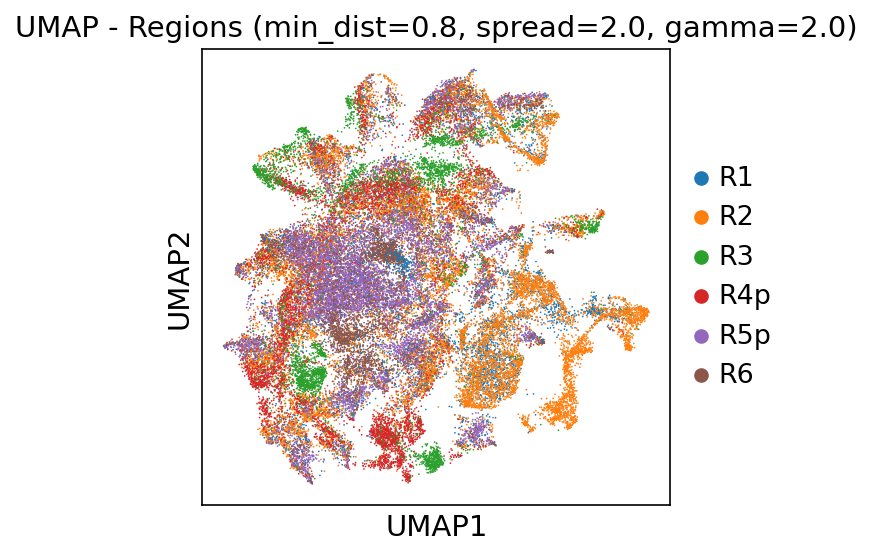 UMAP - Regions (min_dist=0.8, spread=2.0, gamma=2.0)
UMAP2
R1
R2
R3
R4p
R5p
R6
UMAP1